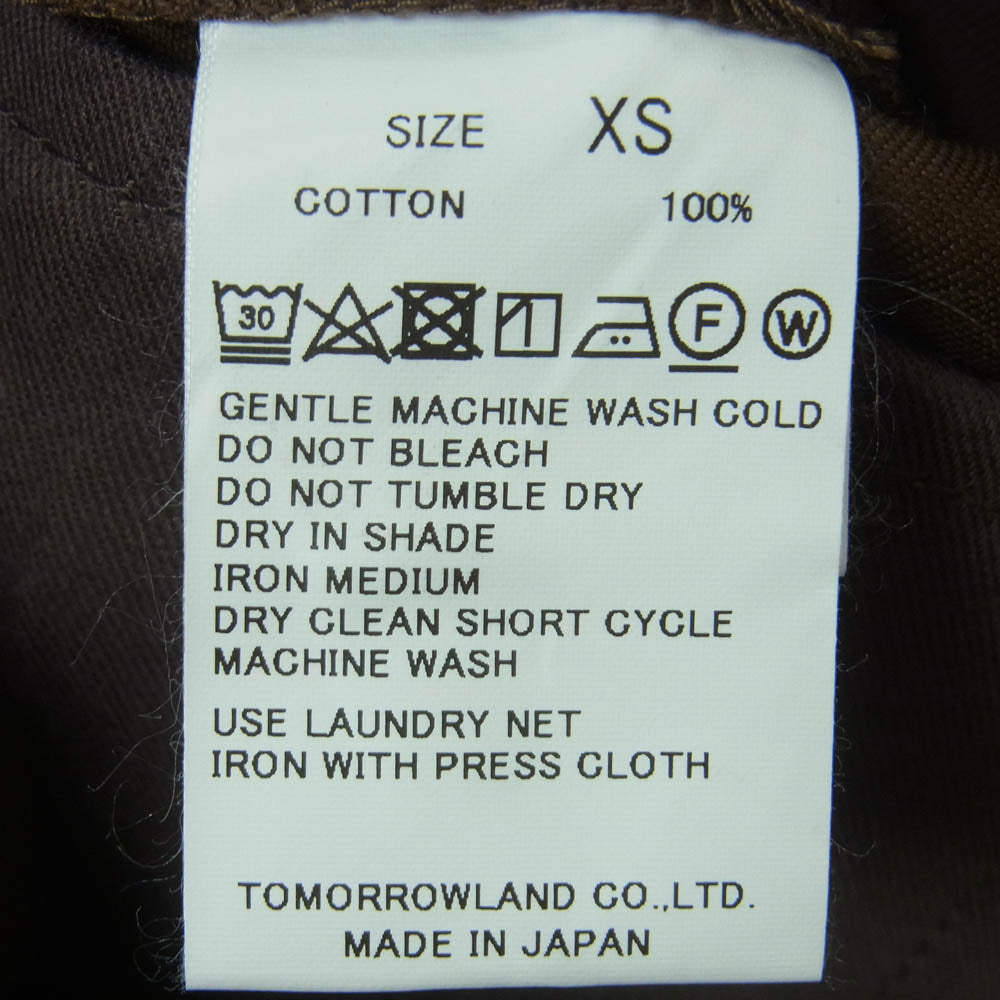 SIZE XS
COTTON 100%
30 F W
GENTLE MACHINE WASH COLD
DO NOT BLEACH
DO NOT TUMBLE DRY
DRY IN SHADE
IRON MEDIUM
DRY CLEAN SHORT CYCLE
MACHINE WASH
USE LAUNDRY NET
IRON WITH PRESS CLOTH
TOMORROWLAND CO.,LTD.
MADE IN JAPAN